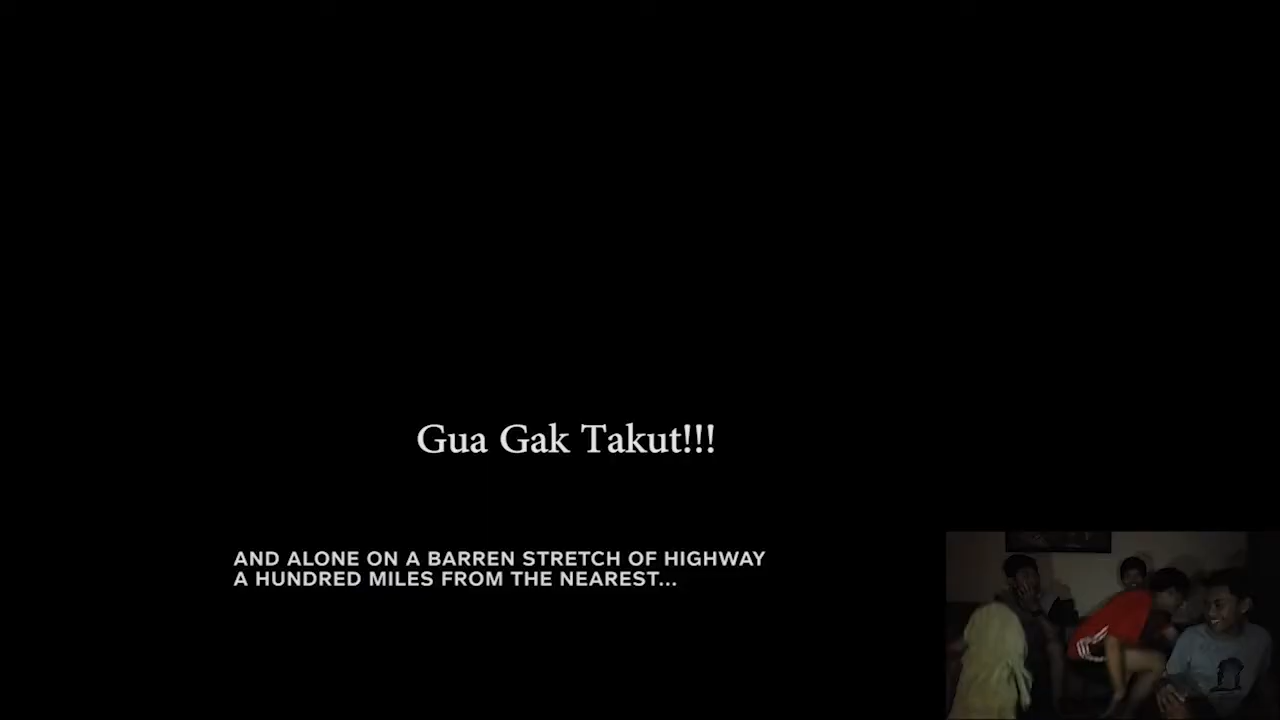 Gua Gak Takut!!!
AND ALONE ON A BARREN STRETCH OF HIGHWAY
A HUNDRED MILES FROM THE NEAREST...